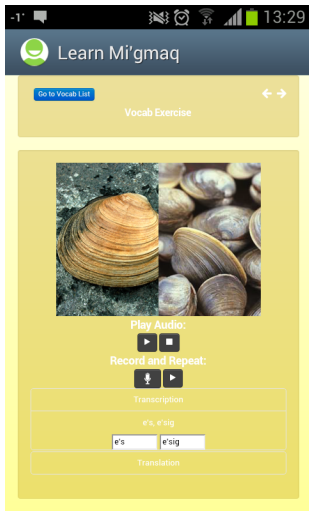 -1° 13:29
Learn Mi'gmaq
Go to Vocab List
Vocab Exercise
Play Audio:
Record and Repeat:
Transcription
e's, e'sig
e's e'sig
Translation